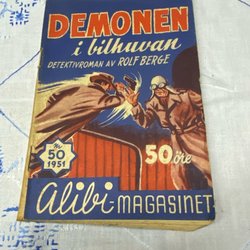 DEMONEN
i bilhuvan
DETEKTIVROMAN AV ROLF BERGE
Nr
50
1951
50 öre
Alibi-MAGASINET